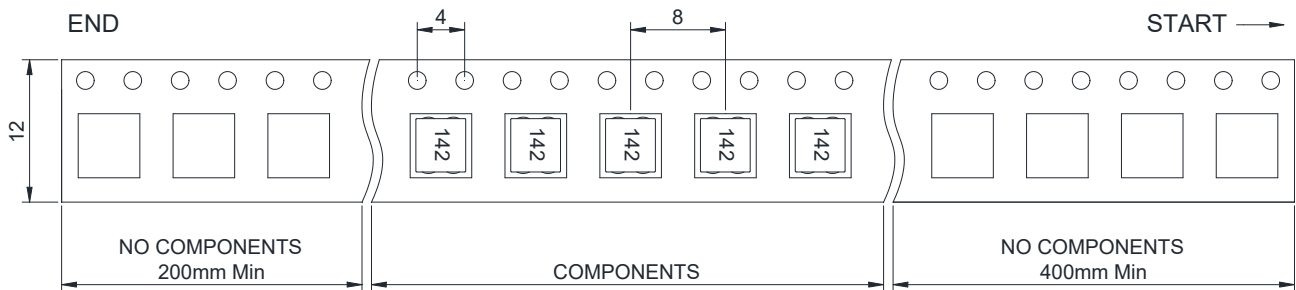 END
4
8
START
12
142
142
142
142
142
NO COMPONENTS
200mm Min
COMPONENTS
NO COMPONENTS
400mm Min